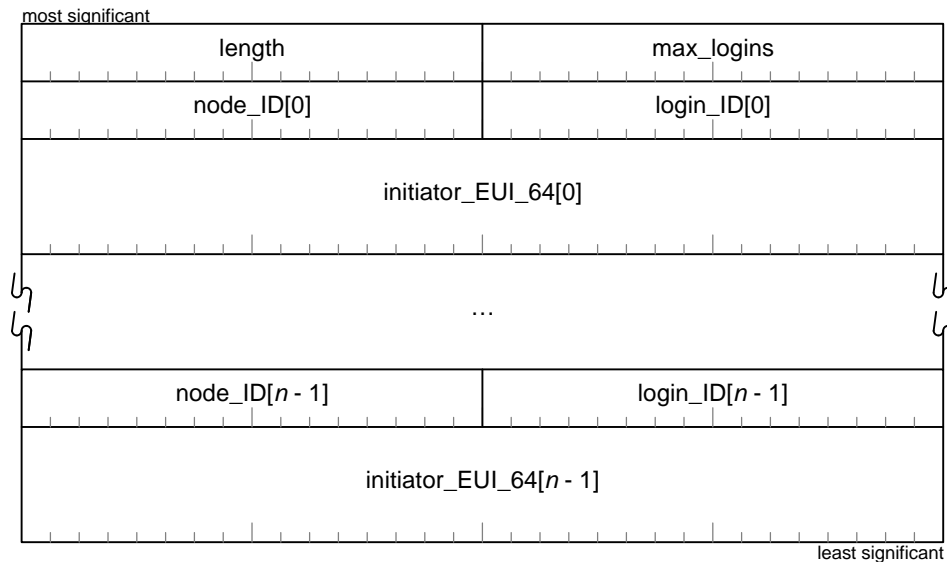 most significant
length max_logins
node_ID[0] login_ID[0]
initiator_EUI_64[0]
...
node_ID[n - 1] login_ID[n - 1]
initiator_EUI_64[n - 1]
least significant